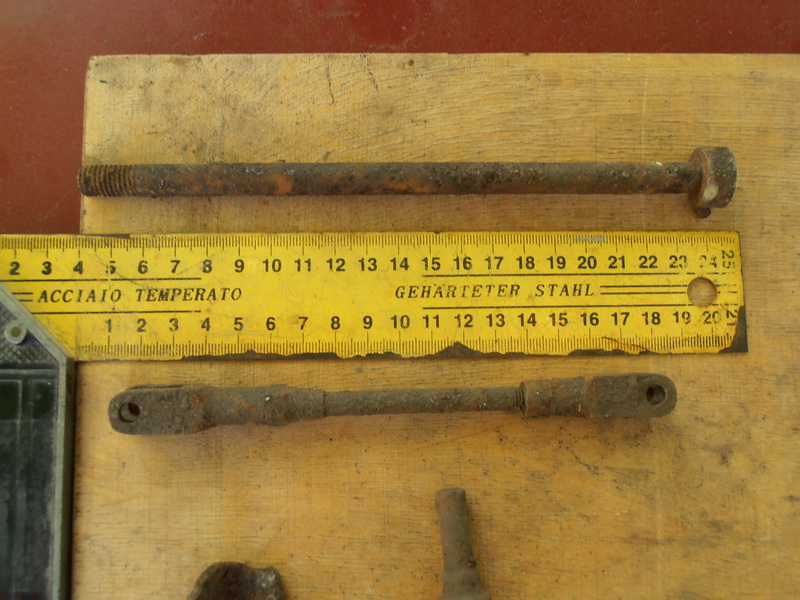 2 3 4 5 6 7 8 9 10 11 12 13 14 15 16 17 18 19 20 21 22 23 24 25
ACCIAIO TEMPERATO GEHÄRTETER STAHL
1 2 3 4 5 6 7 8 9 10 11 12 13 14 15 16 17 18 19 20 21